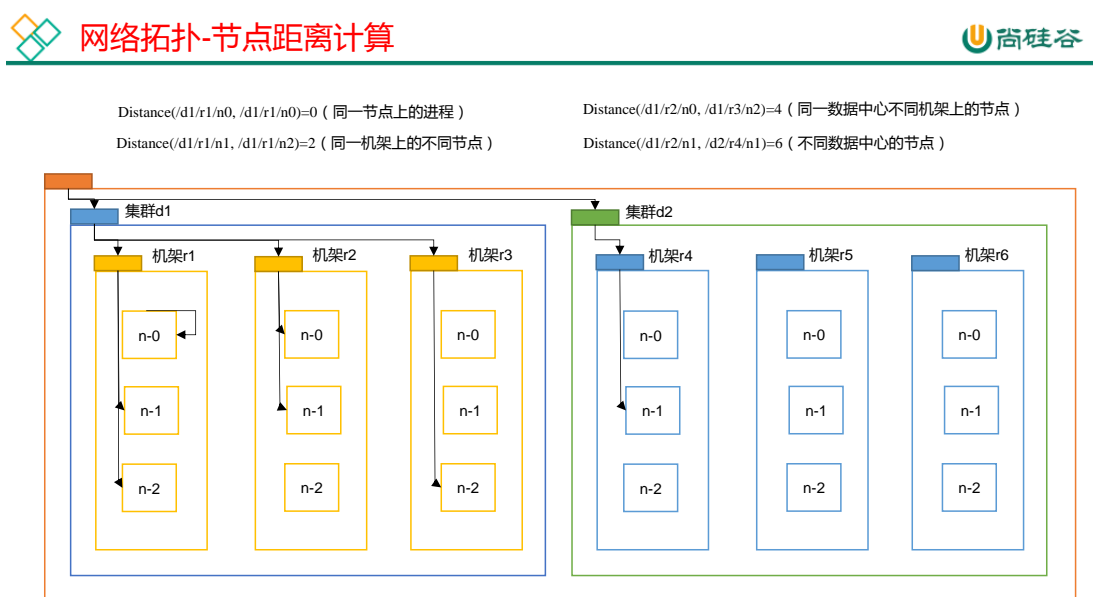 网络拓扑-节点距离计算
尚硅谷
Distance(/d1/r1/n0, /d1/r1/n0)=0（同一节点上的进程）
Distance(/d1/r2/n0, /d1/r3/n2)=4（同一数据中心不同机架上的节点）
Distance(/d1/r1/n1, /d1/r1/n2)=2（同一机架上的不同节点）
Distance(/d1/r2/n1, /d2/r4/n1)=6（不同数据中心的节点）
集群d1
集群d2
机架r1
机架r2
机架r3
机架r4
机架r5
机架r6
n-0
n-0
n-0
n-0
n-0
n-0
n-1
n-1
n-1
n-1
n-1
n-1
n-2
n-2
n-2
n-2
n-2
n-2